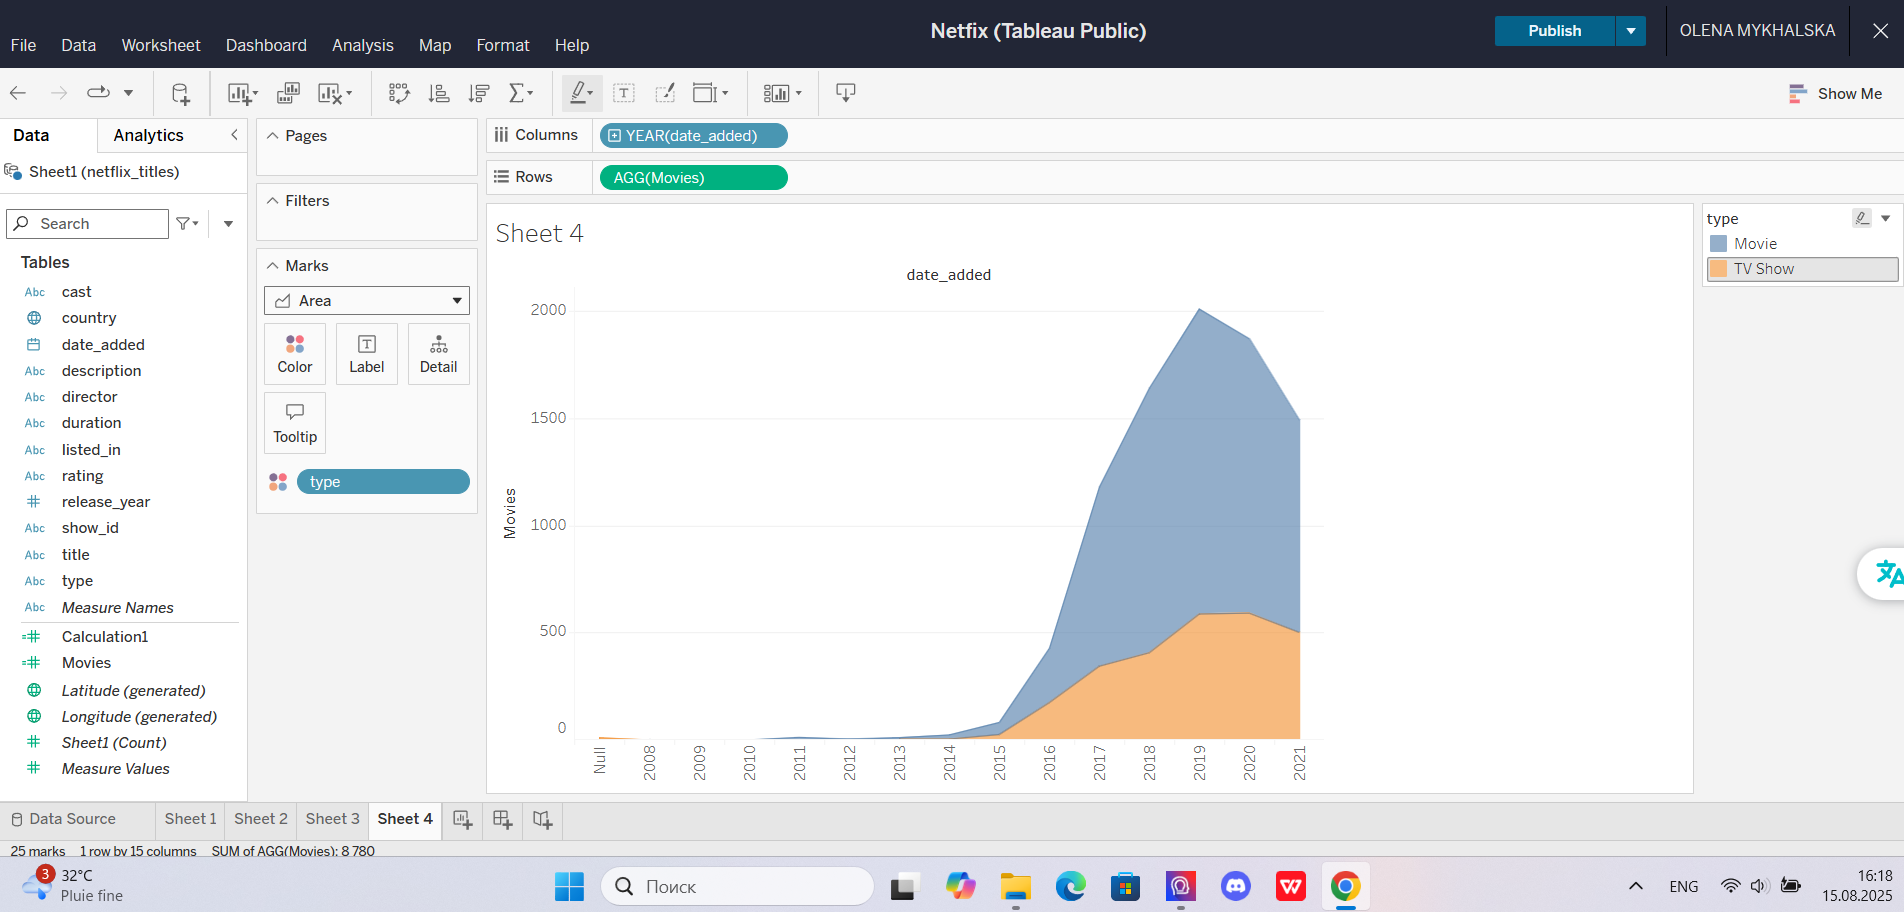 Netfix (Tableau Public)
Publish
OLENA MYKHALSKA
File Data Worksheet Dashboard Analysis Map Format Help
Show Me
Data Analytics
Sheet1 (netflix_titles)
Search
Tables
Abc cast
country
date_added
Abc description
Abc director
Abc duration
Abc listed_in
Abc rating
release_year
Abc show_id
Abc title
Abc type
Abc Measure Names
Calculation1
Movies
Latitude (generated)
Longitude (generated)
Sheet1 (Count)
Measure Values
Pages
Filters
Marks
Area
Color Label Detail
Tooltip
type
Columns YEAR(date_added)
Rows AGG(Movies)
Sheet 4
date_added
Movies
2000
1500
1000
500
0
Null 2008 2009 2010 2011 2012 2013 2014 2015 2016 2017 2018 2019 2020 2021
type
Movie
TV Show
Data Source Sheet 1 Sheet 2 Sheet 3 Sheet 4
25 marks 1 row by 15 columns SUM of AGG(Movies): 8 780
3
32°C
Pluie fine
Поиск
ENG
16:18
15.08.2025